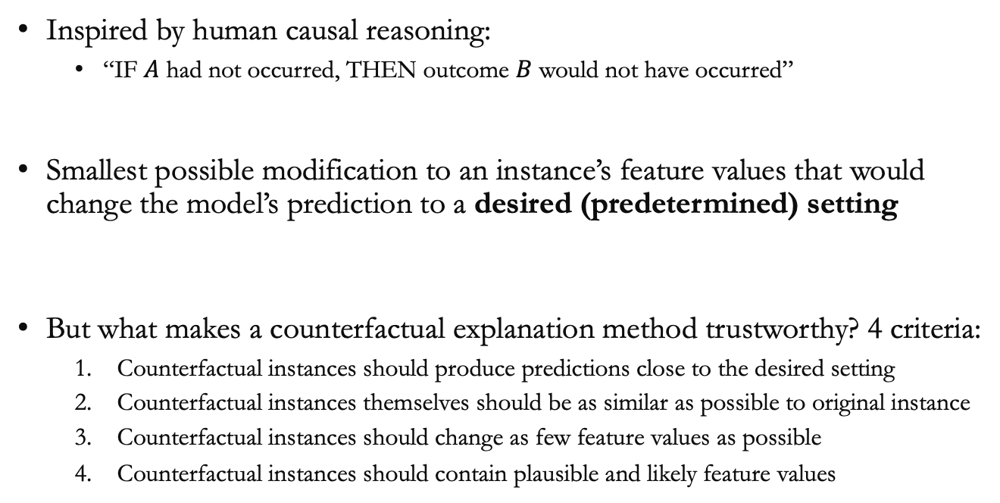 • Inspired by human causal reasoning:
• “IF A had not occurred, THEN outcome B would not have occurred”
• Smallest possible modification to an instance’s feature values that would
change the model’s prediction to a desired (predetermined) setting
• But what makes a counterfactual explanation method trustworthy? 4 criteria:
1. Counterfactual instances should produce predictions close to the desired setting
2. Counterfactual instances themselves should be as similar as possible to original instance
3. Counterfactual instances should change as few feature values as possible
4. Counterfactual instances should contain plausible and likely feature values